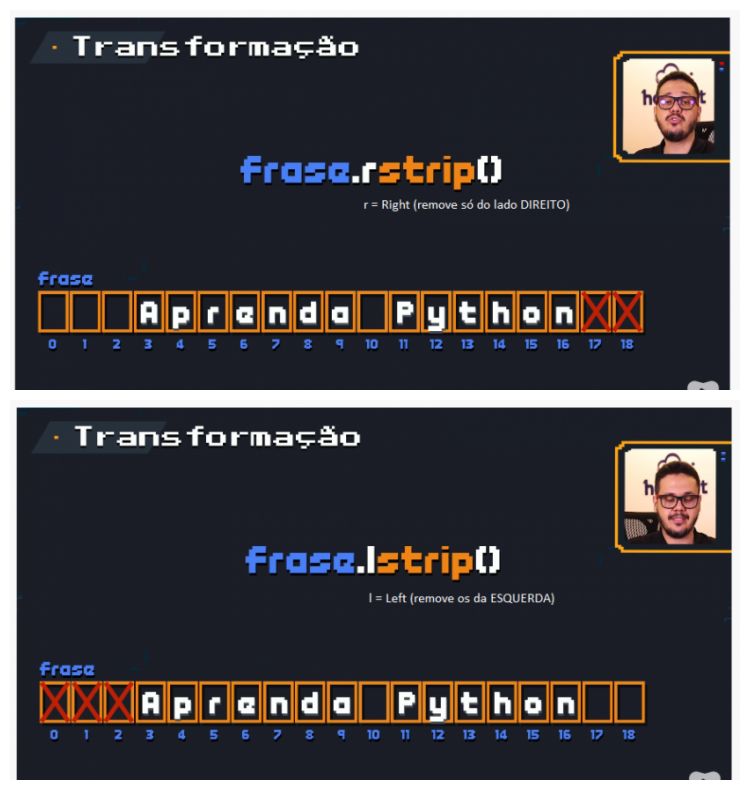 Transformação
frase.rstrip()
r = Right (remove só do lado DIREITO)
frase
A p r e n d a P y t h o n
0 1 2 3 4 5 6 7 8 9 10 11 12 13 14 15 16 17 18
Transformação
frase.lstrip()
l = Left (remove os da ESQUERDA)
frase
A p r e n d a P y t h o n
0 1 2 3 4 5 6 7 8 9 10 11 12 13 14 15 16 17 18